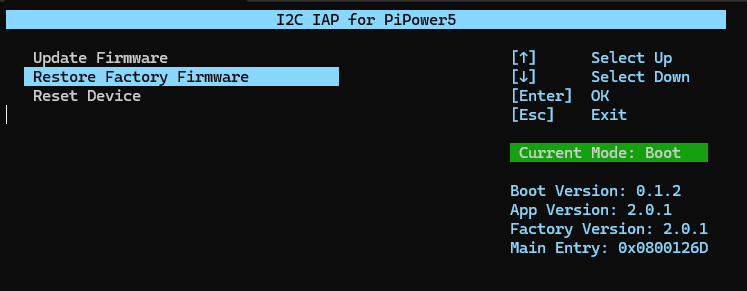 I2C IAP for PiPower5
Update Firmware
Restore Factory Firmware
Reset Device
[↑] Select Up
[↓] Select Down
[Enter] OK
[Esc] Exit
Current Mode: Boot
Boot Version: 0.1.2
App Version: 2.0.1
Factory Version: 2.0.1
Main Entry: 0x0800126D